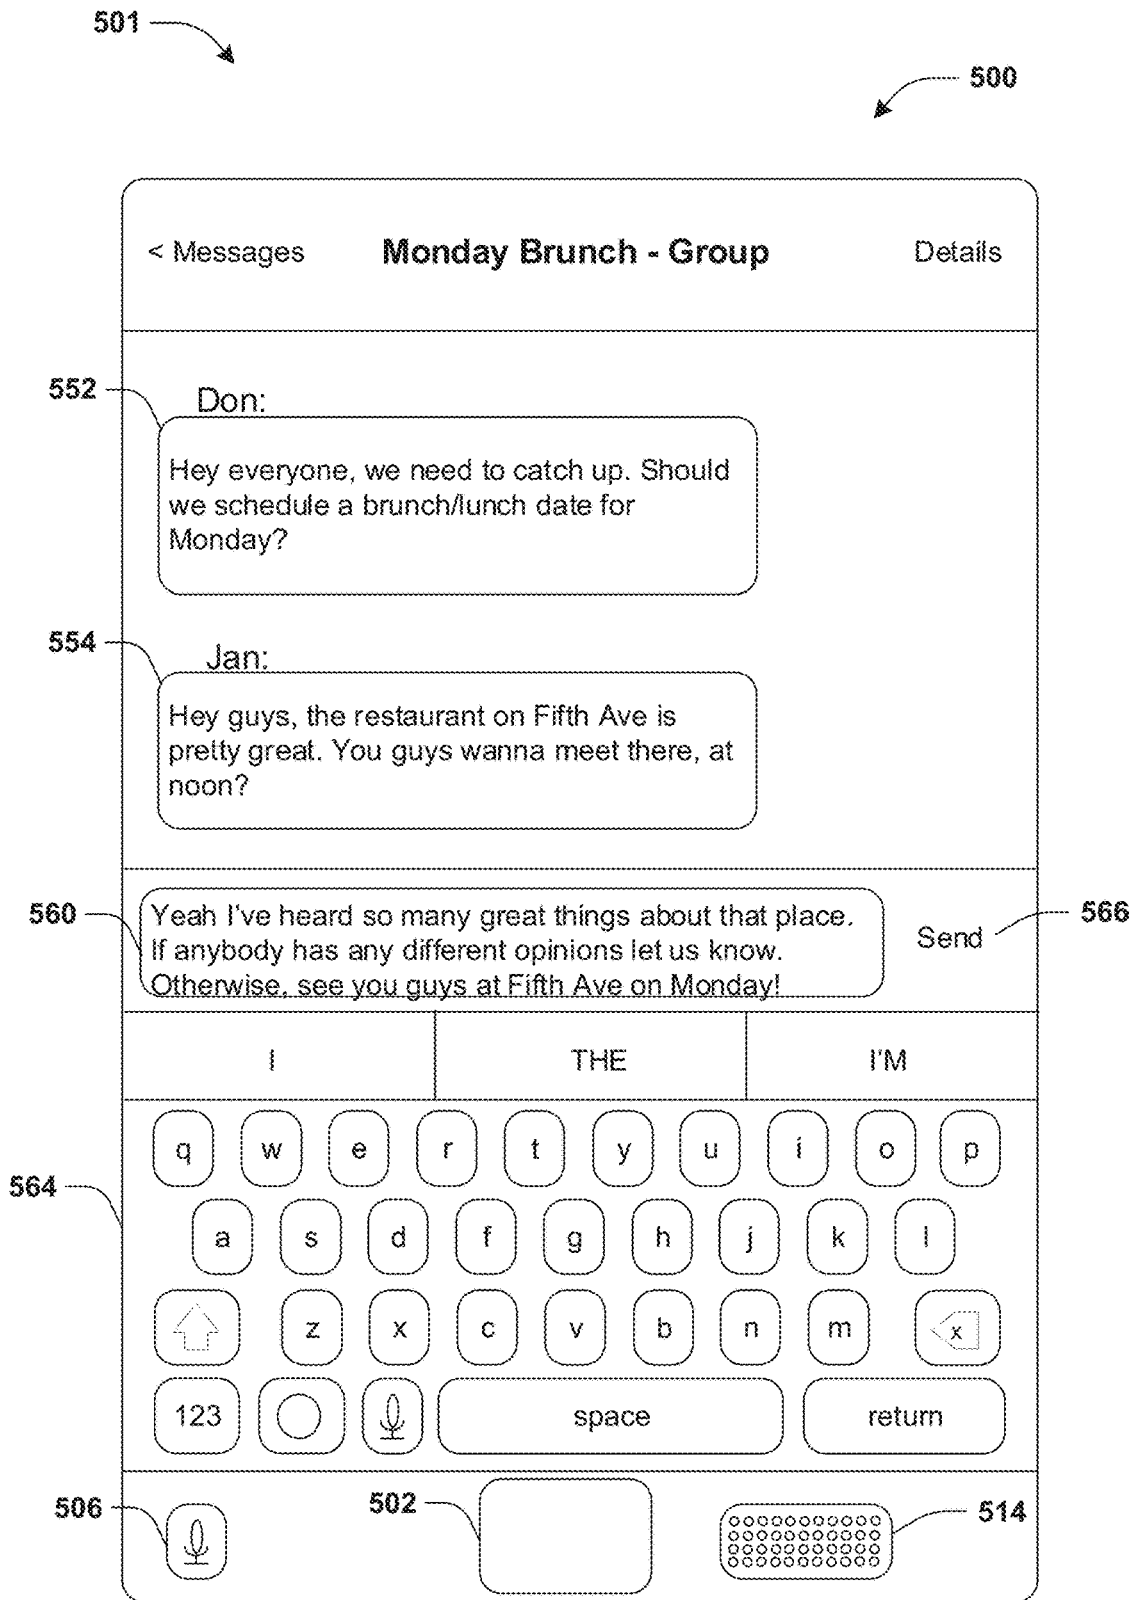 501
500
< Messages Monday Brunch - Group Details
552
Don:
Hey everyone, we need to catch up. Should
we schedule a brunch/lunch date for
Monday?
554
Jan:
Hey guys, the restaurant on Fifth Ave is
pretty great. You guys wanna meet there, at
noon?
560
Yeah I've heard so many great things about that place.
If anybody has any different opinions let us know.
Otherwise, see you guys at Fifth Ave on Monday!
Send
566
I THE I'M
q w e r t y u i o p
564
a s d f g h j k l
z x c v b n m x
123 space return
506
502
514